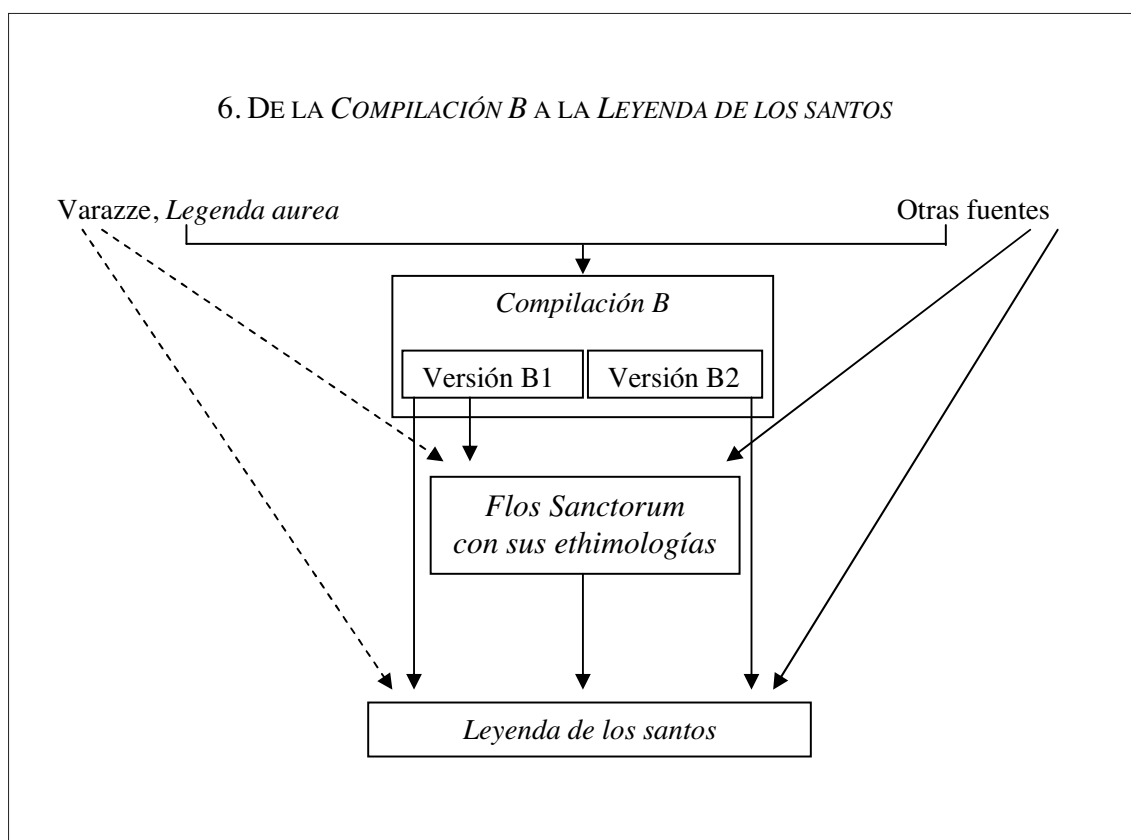 6. DE LA COMPILACIÓN B A LA LEYENDA DE LOS SANTOS
Varazze, Legenda aurea
Otras fuentes
Compilación B
Versión B1
Versión B2
Flos Sanctorum
con sus ethimologías
Leyenda de los santos